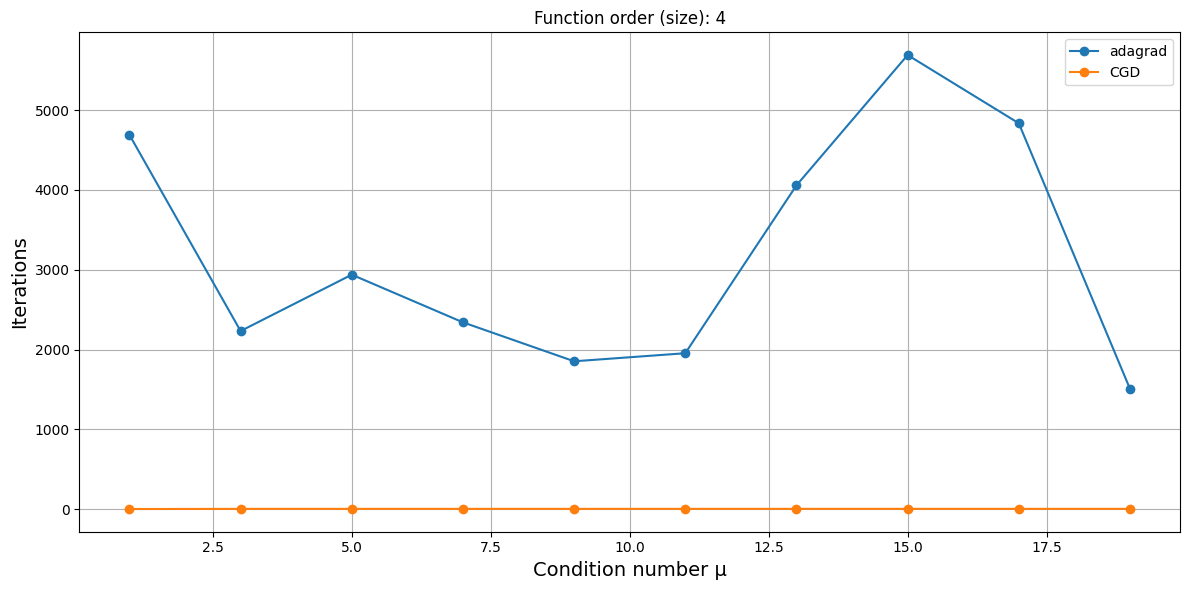 Function order (size): 4
adagrad
CGD
5000
4000
3000
2000
1000
0
Iterations
2.5
5.0
7.5
10.0
12.5
15.0
17.5
Condition number μ